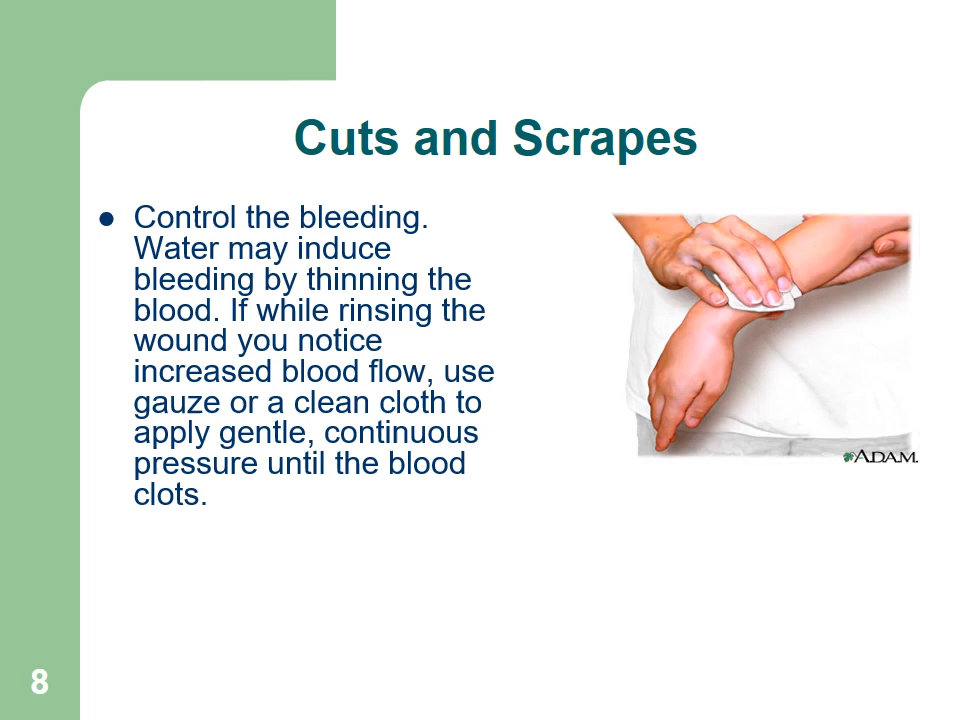 Cuts and Scrapes
● Control the bleeding.
Water may induce
bleeding by thinning the
blood. If while rinsing the
wound you notice
increased blood flow, use
gauze or a clean cloth to
apply gentle, continuous
pressure until the blood
clots.
A.D.A.M.
8